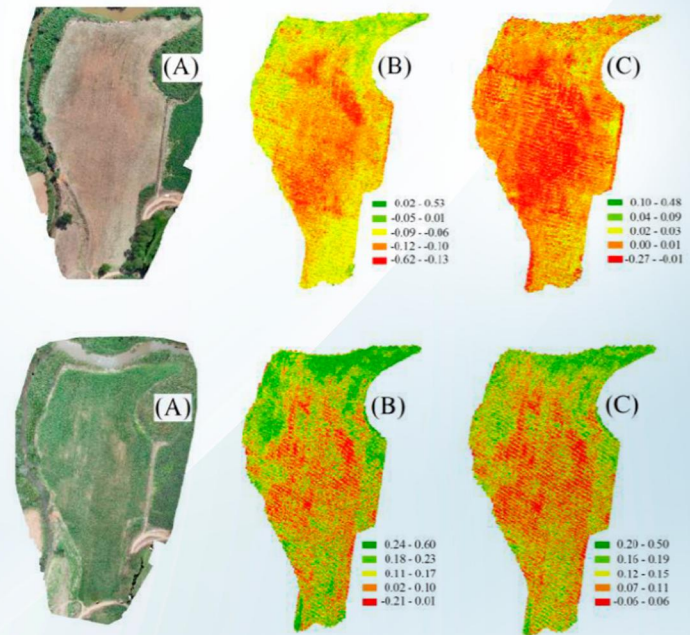 (A)
(B)
(C)
0.02 - 0.53
-0.05 - 0.01
-0.09 - -0.06
-0.12 - -0.10
-0.62 - -0.13
0.10 - 0.48
0.04 - 0.09
0.02 - 0.03
0.00 - 0.01
-0.27 - -0.01
(A)
(B)
(C)
0.24 - 0.60
0.18 - 0.23
0.11 - 0.17
0.02 - 0.10
-0.21 - 0.01
0.20 - 0.50
0.16 - 0.19
0.12 - 0.15
0.07 - 0.11
-0.06 - 0.06